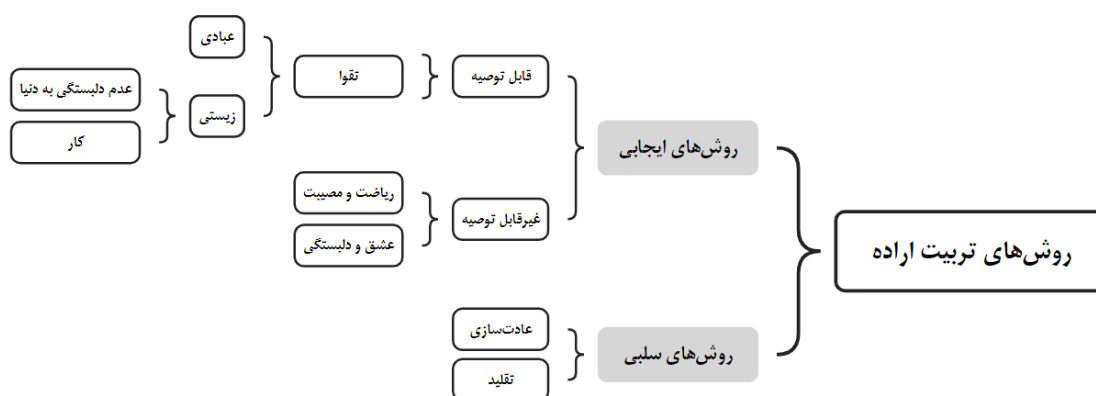 روش‌های تربیت اراده
روش‌های ایجابی
قابل توصیه
تقوا
عبادی
زیستی
عدم دلبستگی به دنیا
کار
غیرقابل توصیه
ریاضت و مصیبت
عشق و دلبستگی
روش‌های سلبی
عادت‌سازی
تقلید